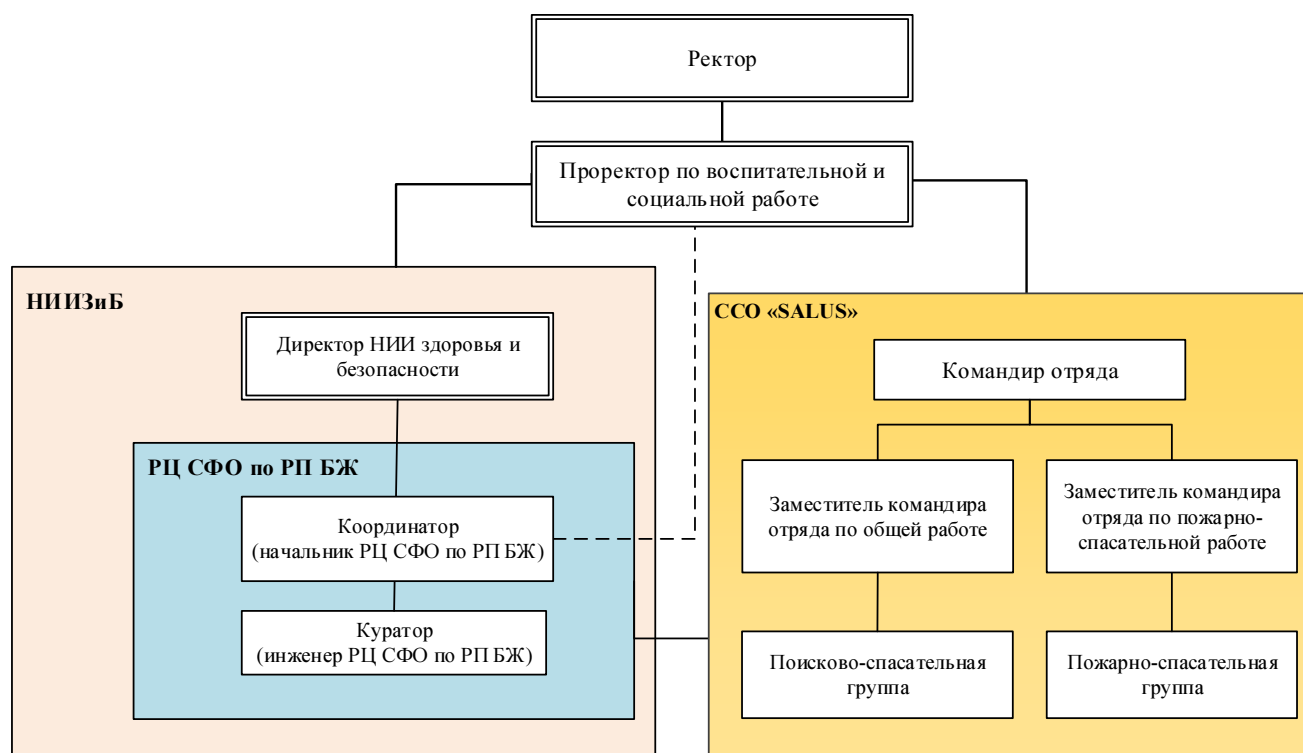 Ректор
Проректор по воспитательной и
социальной работе
НИИЗиБ
Директор НИИ здоровья и
безопасности
РЦ СФО по РП БЖ
Координатор
(начальник РЦ СФО по РП БЖ)
Куратор
(инженер РЦ СФО по РП БЖ)
ССО «SALUS»
Командир отряда
Заместитель командира
отряда по общей работе
Заместитель командира
отряда по пожарно-
спасательной работе
Поисково-спасательная
группа
Пожарно-спасательная
группа